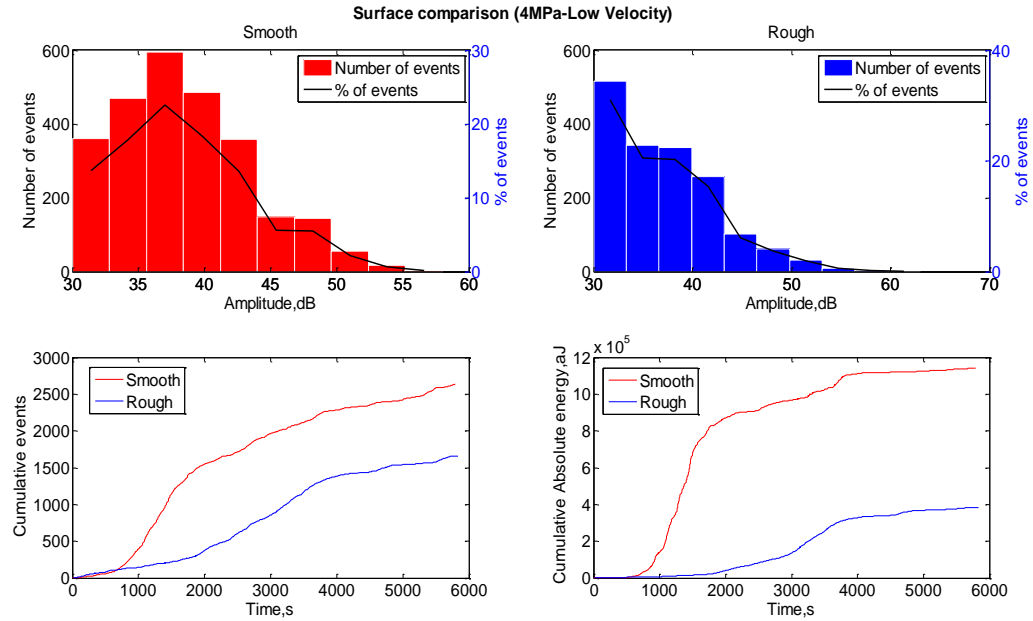 Surface comparison (4MPa-Low Velocity)
Smooth
600
400
200
0
30
20
10
0
30 35 40 45 50 55 60
Number of events
% of events
Amplitude,dB
Number of events
% of events
Rough
600
400
200
0
40
20
0
30 40 50 60 70
Number of events
% of events
Amplitude,dB
Number of events
% of events
3000
2500
2000
1500
1000
500
0
0 1000 2000 3000 4000 5000 6000
Cumulative events
Time,s
Smooth
Rough
x 10^5
12
10
8
6
4
2
0
0 1000 2000 3000 4000 5000 6000
Cumulative Absolute energy,aJ
Time,s
Smooth
Rough